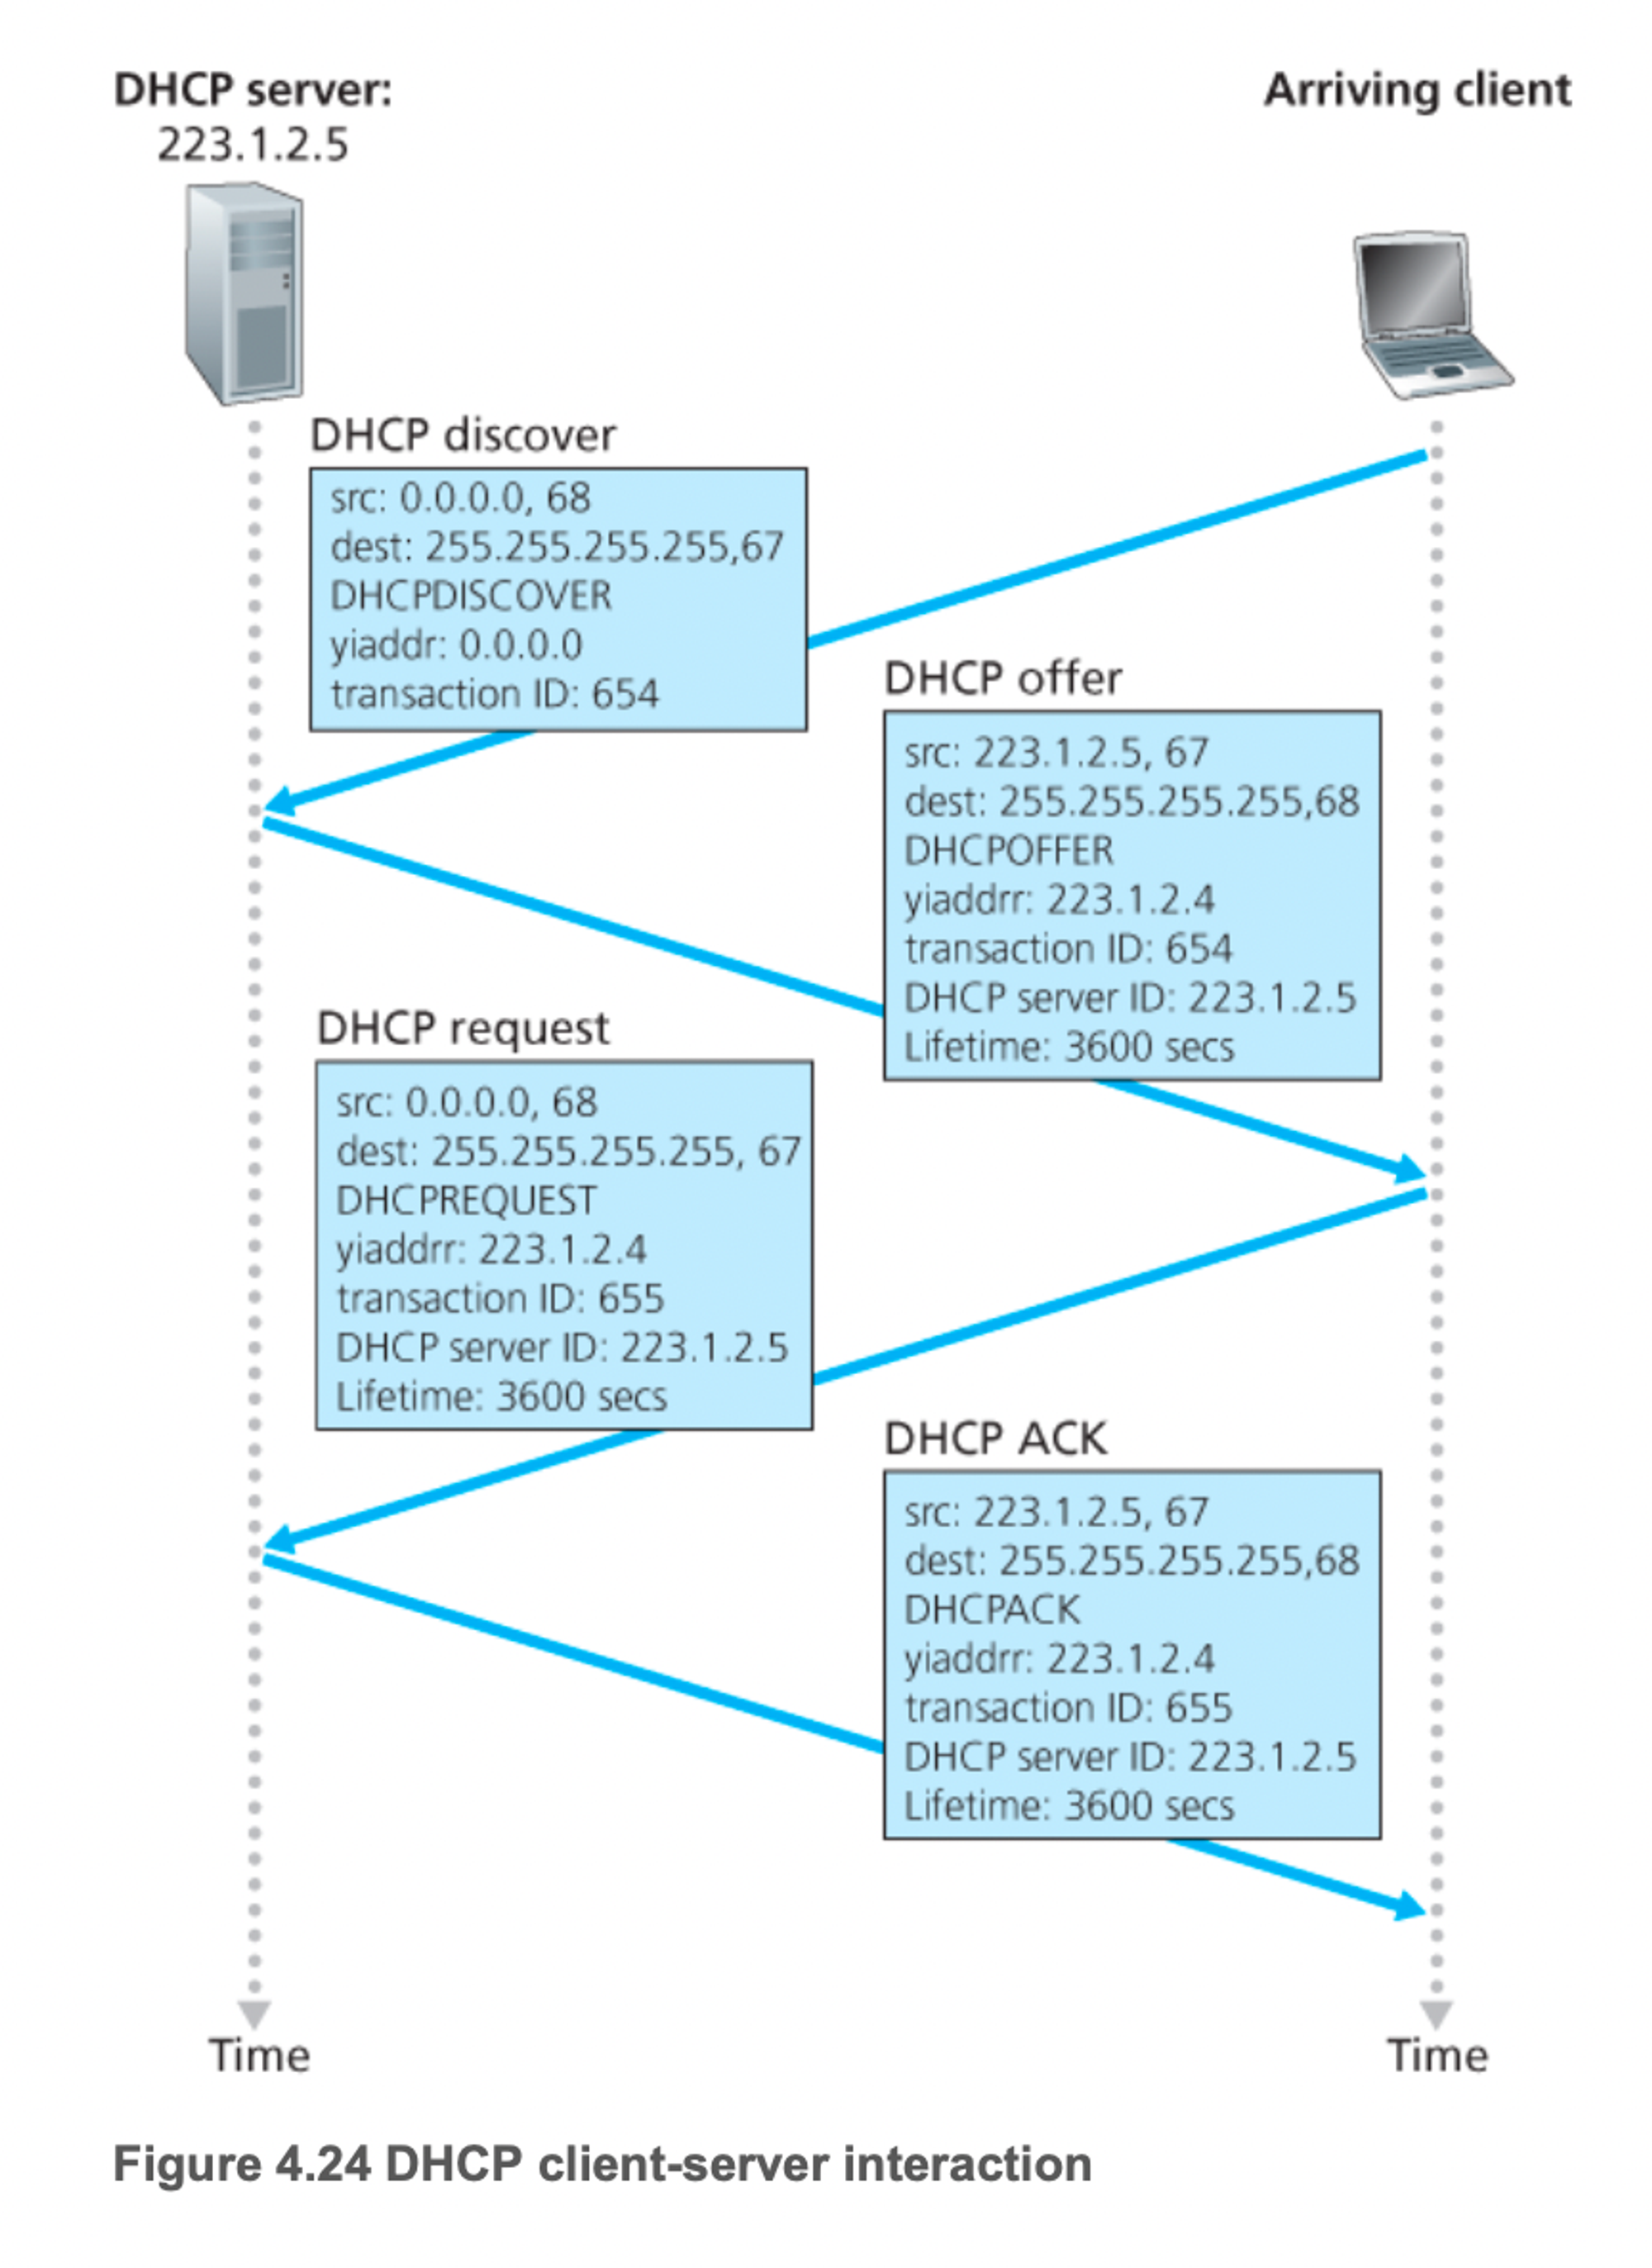 DHCP server:
223.1.2.5
Arriving client
DHCP discover
src: 0.0.0.0, 68
dest: 255.255.255.255,67
DHCPDISCOVER
yiaddr: 0.0.0.0
transaction ID: 654
DHCP offer
src: 223.1.2.5, 67
dest: 255.255.255.255,68
DHCPOFFER
yiaddrr: 223.1.2.4
transaction ID: 654
DHCP server ID: 223.1.2.5
Lifetime: 3600 secs
DHCP request
src: 0.0.0.0, 68
dest: 255.255.255.255, 67
DHCPREQUEST
yiaddrr: 223.1.2.4
transaction ID: 655
DHCP server ID: 223.1.2.5
Lifetime: 3600 secs
DHCP ACK
src: 223.1.2.5, 67
dest: 255.255.255.255,68
DHCPACK
yiaddrr: 223.1.2.4
transaction ID: 655
DHCP server ID: 223.1.2.5
Lifetime: 3600 secs
Time
Time
Figure 4.24 DHCP client-server interaction